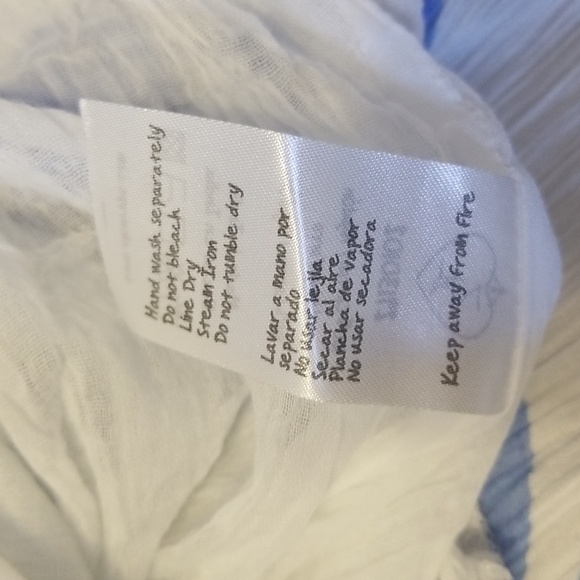 Hand wash separately
Do not bleach
Line Dry
Steam Iron
Do not tumble dry
Lavar a mano por
separado
No usar lejla
Secar al aire
Plancha de Vapor
No usar secadora
Keep away from fire